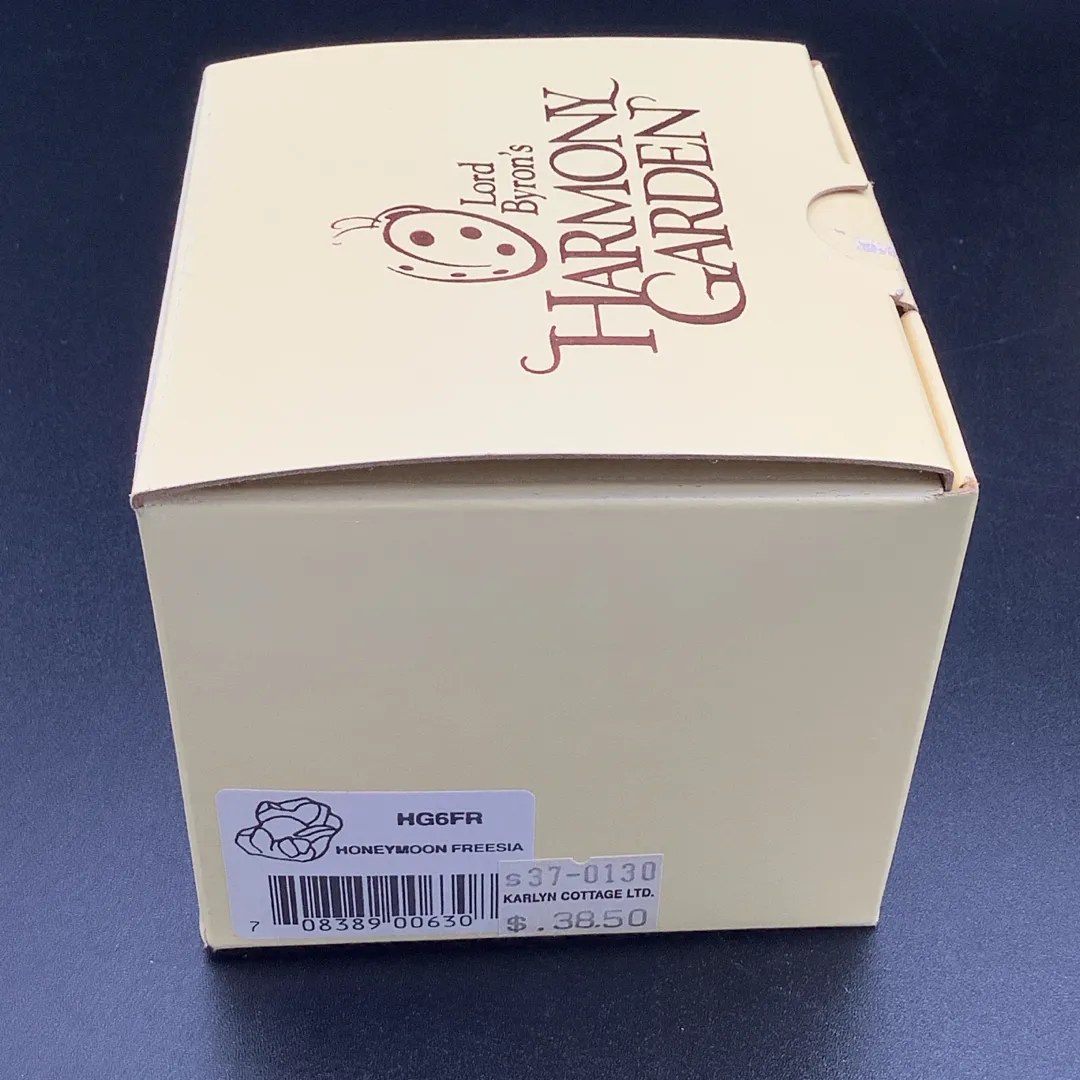 Lord
Byron's
HARMONY
GARDEN
HG6FR
HONEYMOON FREESIA
7 08389 00630
s37-0130
KARLYN COTTAGE LTD.
$.38.50